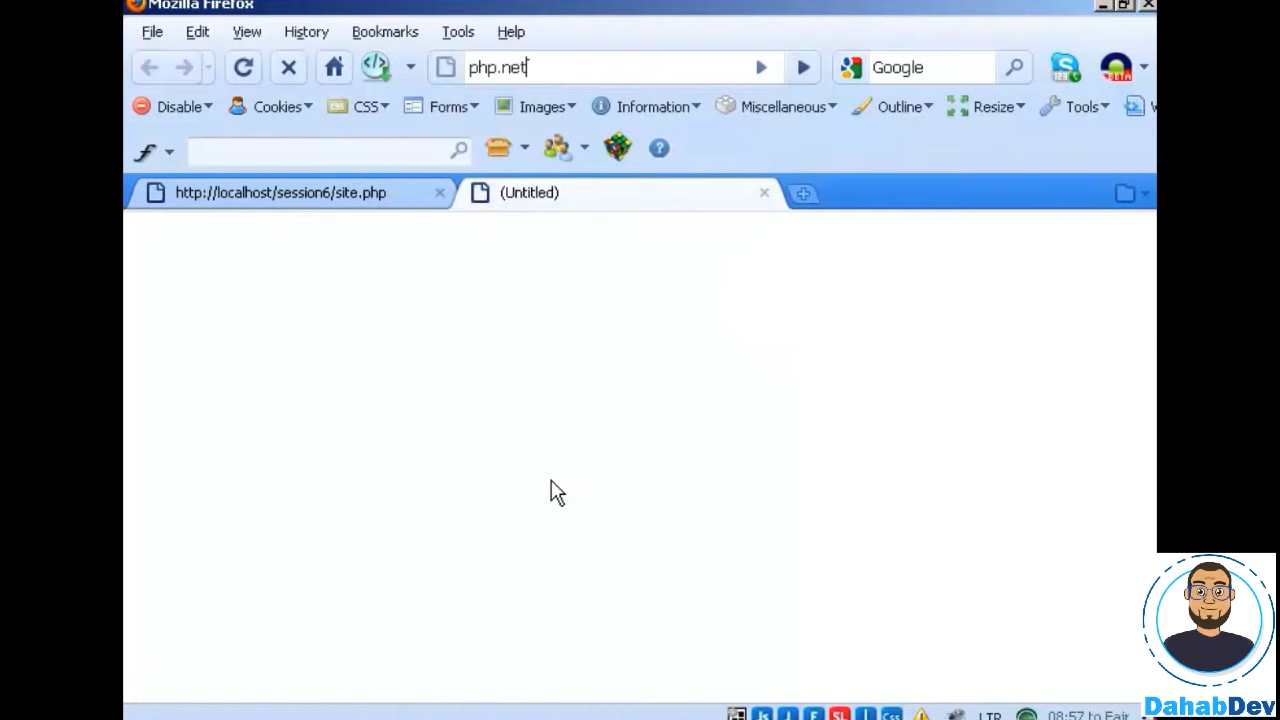 Mozilla Firefox
File Edit View History Bookmarks Tools Help
php.net Google
Disable Cookies CSS Forms Images Information Miscellaneous Outline Resize Tools
http://localhost/session6/site.php (Untitled)
DahabDev
LTR 08:57 to Fajr